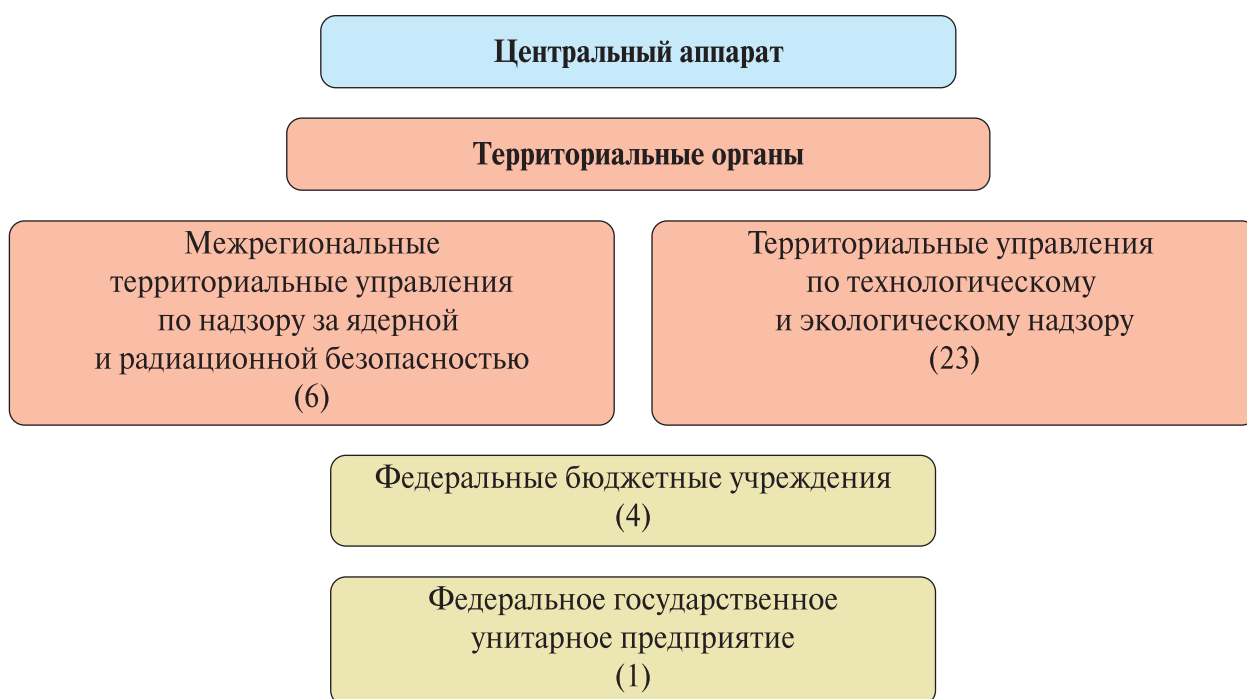 Центральный аппарат
Территориальные органы
Межрегиональные
территориальные управления
по надзору за ядерной
и радиационной безопасностью
(6)
Территориальные управления
по технологическому
и экологическому надзору
(23)
Федеральные бюджетные учреждения
(4)
Федеральное государственное
унитарное предприятие
(1)